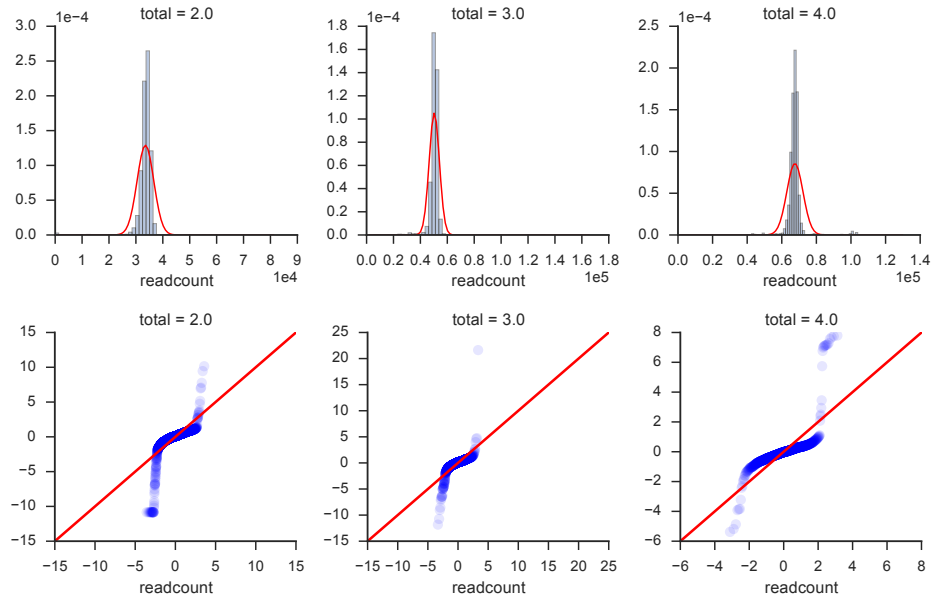 1e−4
total = 2.0
3.0
2.5
2.0
1.5
1.0
0.5
0.0
0 1 2 3 4 5 6 7 8 9
readcount
1e4
1e−4
total = 3.0
1.8
1.6
1.4
1.2
1.0
0.8
0.6
0.4
0.2
0.0
0.0 0.2 0.4 0.6 0.8 1.0 1.2 1.4 1.6 1.8
readcount
1e5
1e−4
total = 4.0
2.5
2.0
1.5
1.0
0.5
0.0
0.0 0.2 0.4 0.6 0.8 1.0 1.2 1.4
readcount
1e5
total = 2.0
15
10
5
0
−5
−10
−15
−15 −10 −5 0 5 10 15
readcount
total = 3.0
25
20
15
10
5
0
−5
−10
−15
−15 −10 −5 0 5 10 15 20 25
readcount
total = 4.0
8
6
4
2
0
−2
−4
−6
−6 −4 −2 0 2 4 6 8
readcount